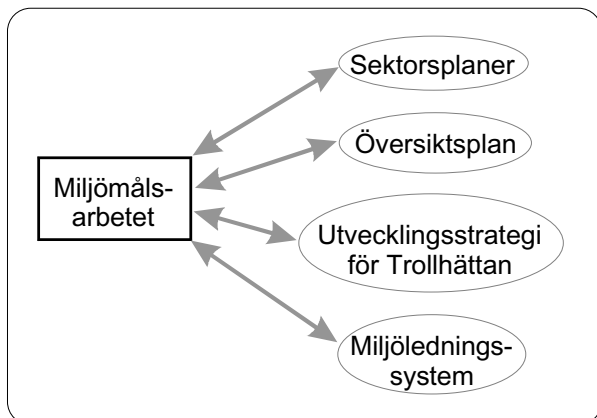 Sektorsplaner
Översiktsplan
Miljömåls-
arbetet
Utvecklingsstrategi
för Trollhättan
Miljölednings-
system